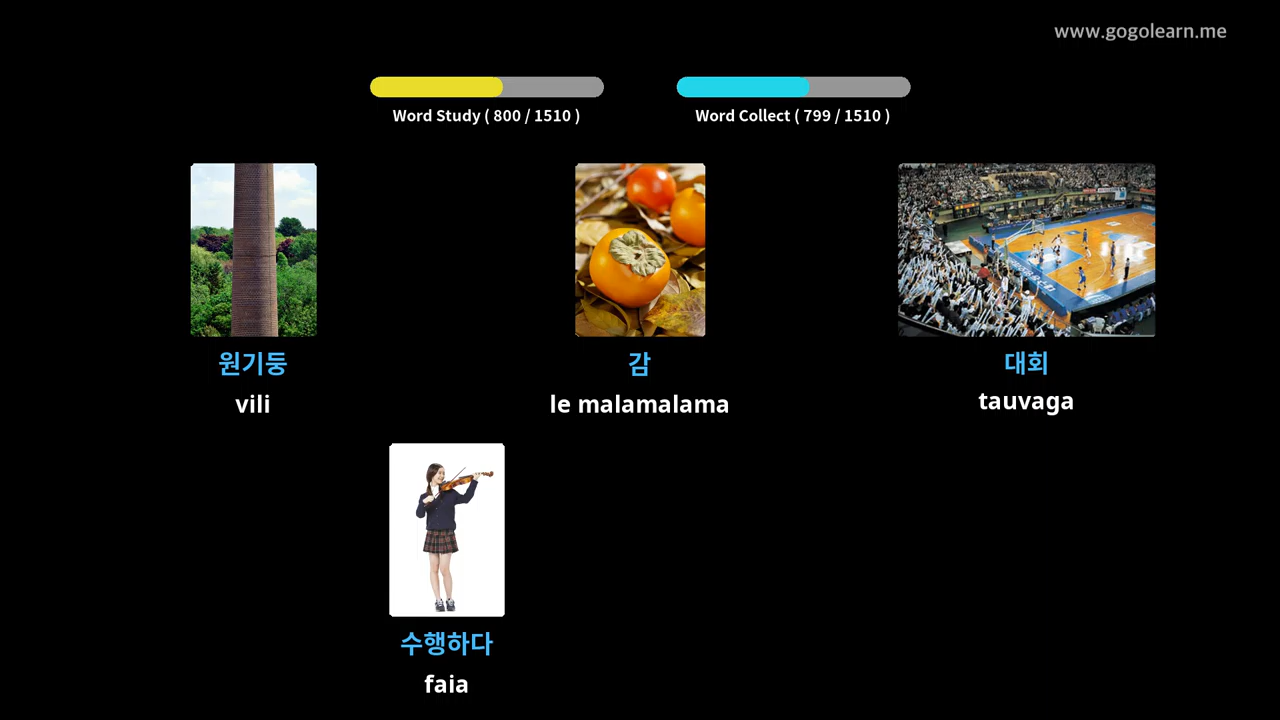 www.gogolearn.me
Word Study ( 800 / 1510 )
Word Collect ( 799 / 1510 )
원기둥
vili
감
le malamalama
대회
tauvaga
수행하다
faia